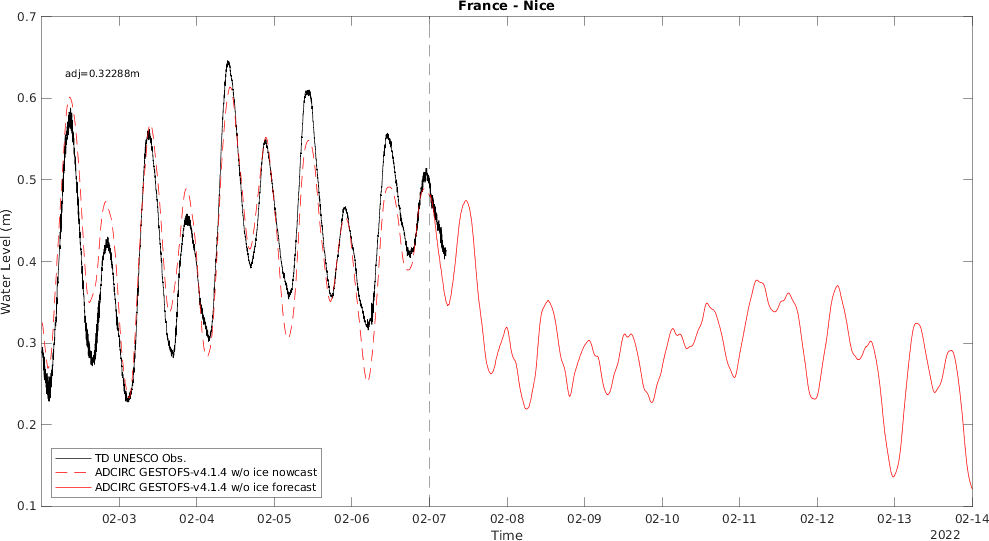 France - Nice
adj=0.32288m
0.7
0.6
0.5
0.4
0.3
0.2
0.1
Water Level (m)
TD UNESCO Obs.
ADCIRC GESTOFS-v4.1.4 w/o ice nowcast
ADCIRC GESTOFS-v4.1.4 w/o ice forecast
02-03 02-04 02-05 02-06 02-07 02-08 02-09 02-10 02-11 02-12 02-13 02-14
Time
2022